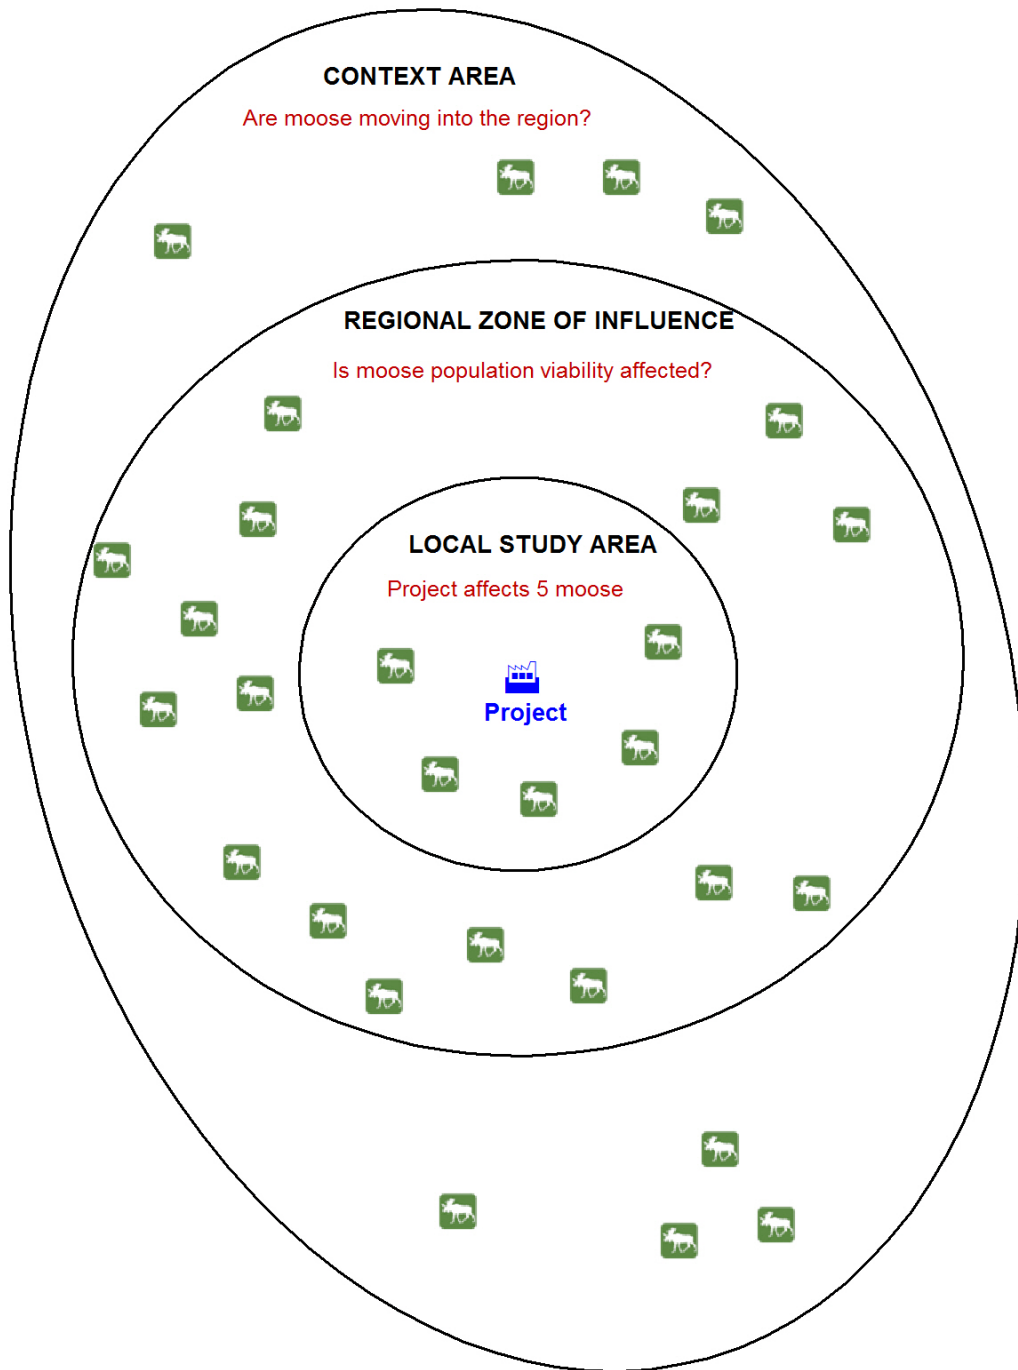 CONTEXT AREA
Are moose moving into the region?
REGIONAL ZONE OF INFLUENCE
Is moose population viability affected?
LOCAL STUDY AREA
Project affects 5 moose
Project